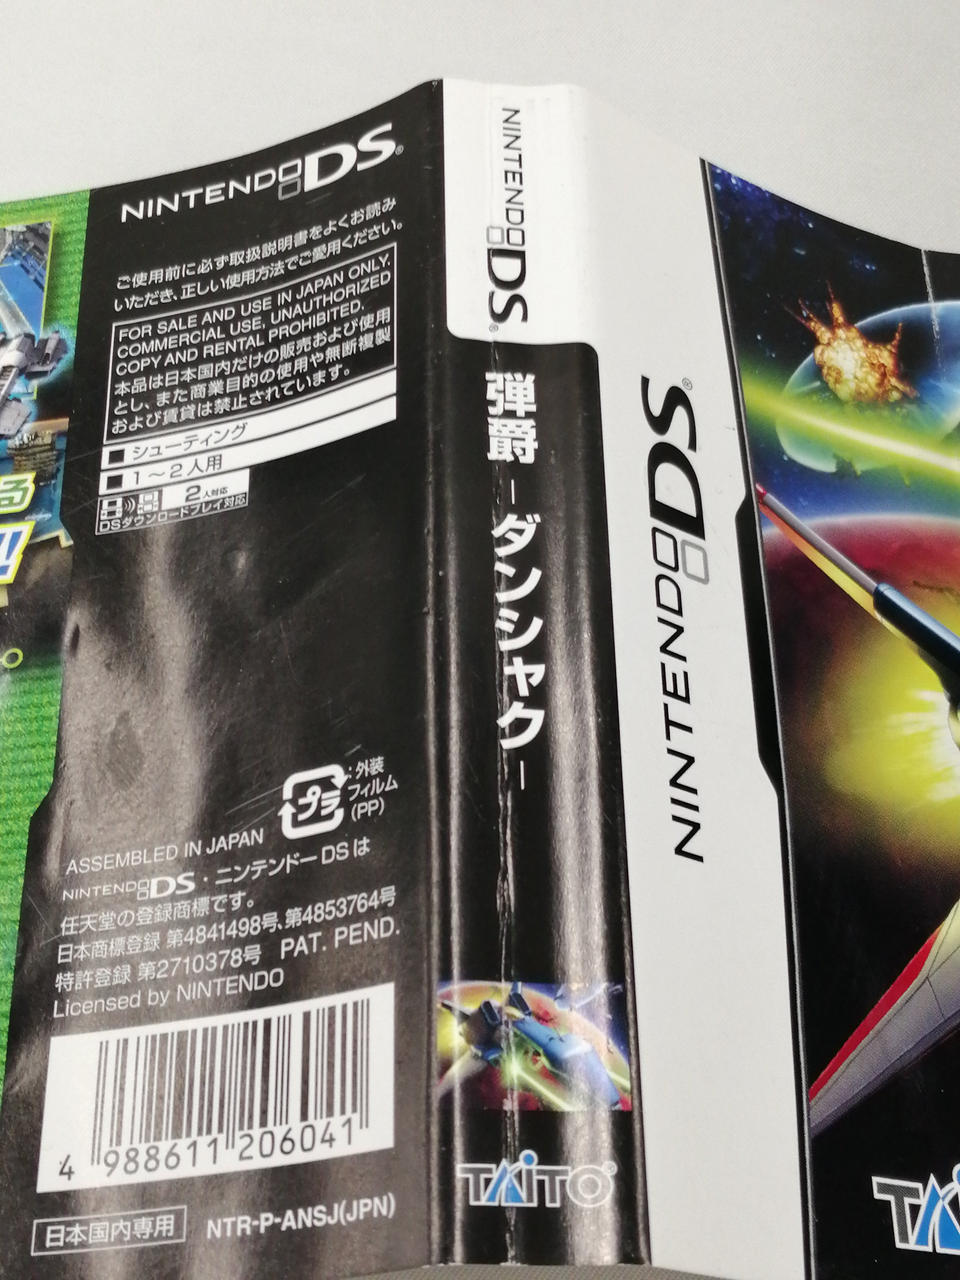 NINTENDO DS®
ご使用前に必ず取扱説明書をよくお読み
いただき、正しい使用方法でご愛用ください。
FOR SALE AND USE IN JAPAN ONLY.
COMMERCIAL USE, UNAUTHORIZED
COPY AND RENTAL PROHIBITED.
本品は日本国内だけの販売および使用
とし、また商業目的の使用や無断複製
および賃貸は禁止されています。
■ シューティング
■ 1～2人用
2人対応
DSダウンロードプレイ対応
る
!!
プラ
:外装
フィルム
(PP)
ASSEMBLED IN JAPAN
NINTENDO DS・ニンテンドーDSは
任天堂の登録商標です。
日本商標登録 第4841498号、第4853764号
特許登録 第2710378号 PAT. PEND.
Licensed by NINTENDO
4 988611 206041
日本国内専用 NTR-P-ANSJ(JPN)
NINTENDO DS®
弾爵 -ダンシャク-
TAITO®
NINTENDO DS®